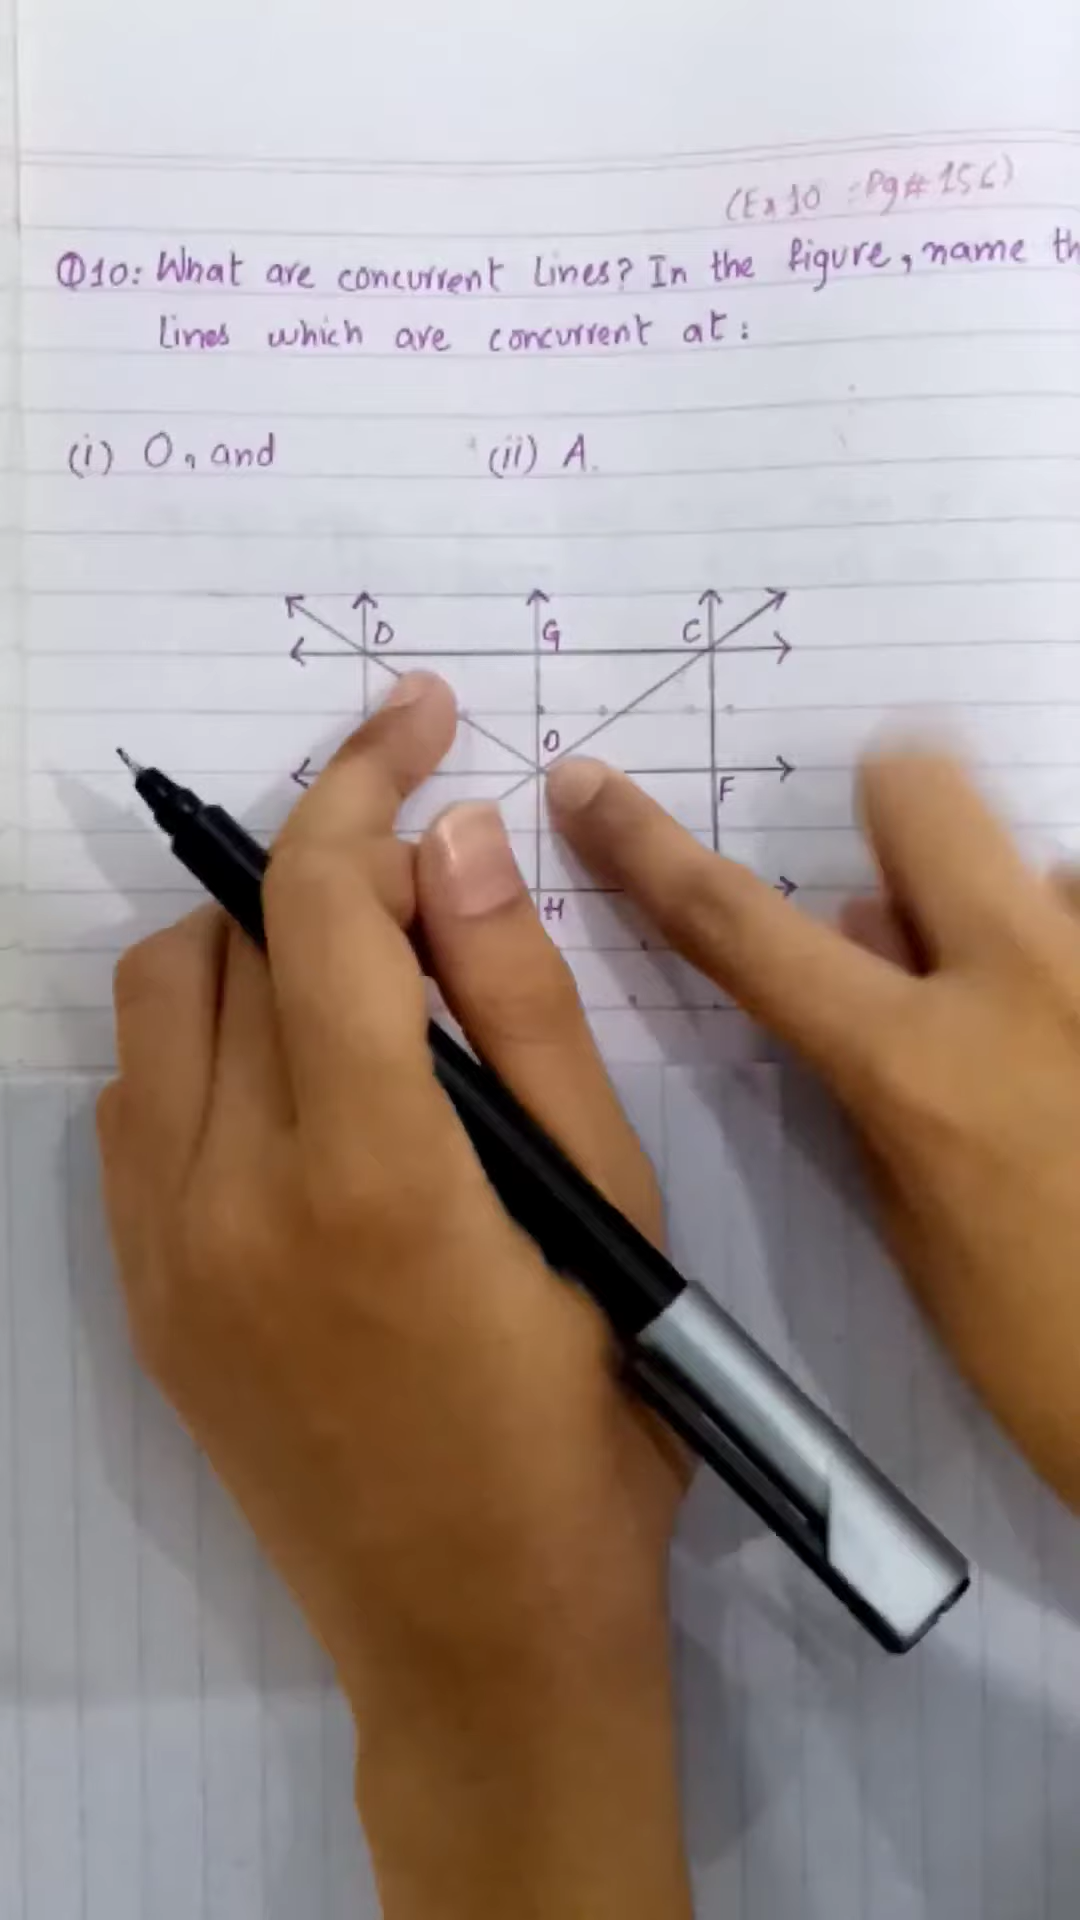 (Ex 10 : Pg# 156)
Q10: What are concurrent Lines? In the figure, name th
Lines which are concurrent at:
(i) O, and (ii) A.
D G C
O
F
H